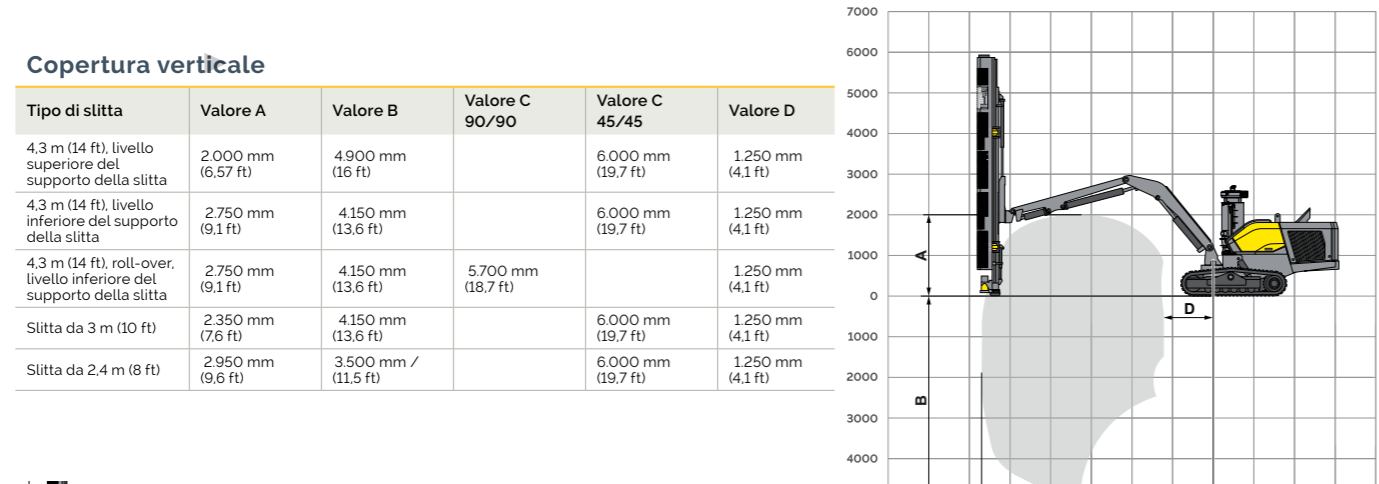 Copertura verticale
Tipo di slitta Valore A Valore B Valore C 90/90 Valore C 45/45 Valore D
4,3 m (14 ft), livello
superiore del
supporto della slitta
2.000 mm
(6,57 ft)
4.900 mm
(16 ft)
6.000 mm
(19,7 ft)
1.250 mm
(4,1 ft)
4,3 m (14 ft), livello
inferiore del supporto
della slitta
2.750 mm
(9,1 ft)
4.150 mm
(13,6 ft)
6.000 mm
(19,7 ft)
1.250 mm
(4,1 ft)
4,3 m (14 ft), roll-over,
livello inferiore del
supporto della slitta
2.750 mm
(9,1 ft)
4.150 mm
(13,6 ft)
5.700 mm
(18,7 ft)
1.250 mm
(4,1 ft)
Slitta da 3 m (10 ft)
2.350 mm
(7,6 ft)
4.150 mm
(13,6 ft)
6.000 mm
(19,7 ft)
1.250 mm
(4,1 ft)
Slitta da 2,4 m (8 ft)
2.950 mm
(9,6 ft)
3.500 mm /
(11,5 ft)
6.000 mm
(19,7 ft)
1.250 mm
(4,1 ft)
7000
6000
5000
4000
3000
2000
1000
0
1000
2000
3000
4000
A
D
B